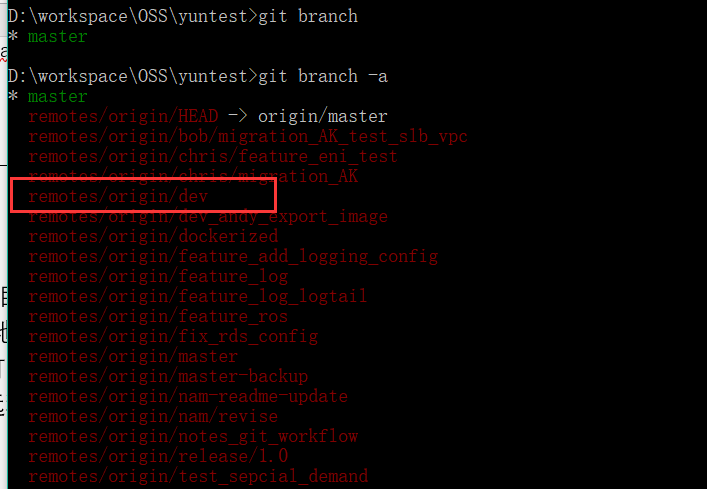 D:\workspace\OSS\yuntest>git branch
* master
D:\workspace\OSS\yuntest>git branch -a
* master
remotes/origin/HEAD -> origin/master
remotes/origin/bob/migration_AK_test_slb_vpc
remotes/origin/chris/feature_eni_test
remotes/origin/chris/migration_AK
remotes/origin/dev
remotes/origin/dev_andy_export_image
remotes/origin/dockerized
remotes/origin/feature_add_logging_config
remotes/origin/feature_log
remotes/origin/feature_log_logtail
remotes/origin/feature_ros
remotes/origin/fix_rds_config
remotes/origin/master
remotes/origin/master-backup
remotes/origin/nam-readme-update
remotes/origin/nam/revise
remotes/origin/notes_git_workflow
remotes/origin/release/1.0
remotes/origin/test_sepcial_demand